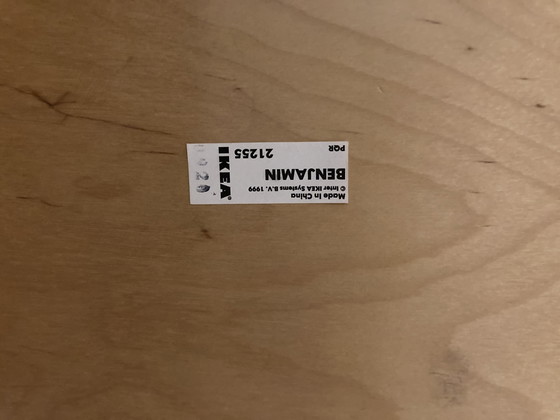 Made in China
© Inter IKEA Systems B.V. 1999
BENJAMIN
21255
PQR
IKEA®